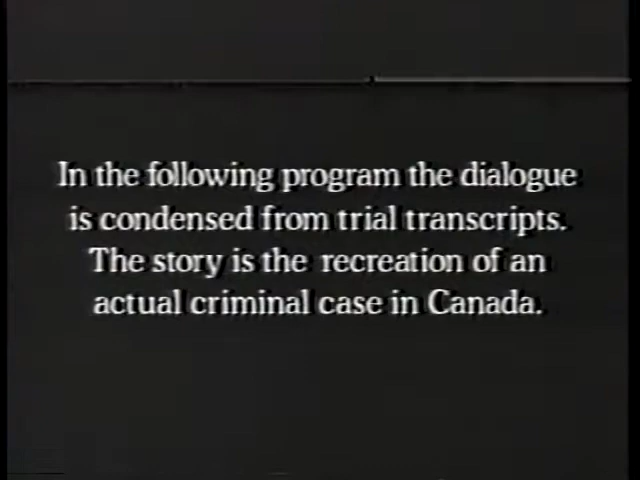 In the following program the dialogue
is condensed from trial transcripts.
The story is the recreation of an
actual criminal case in Canada.